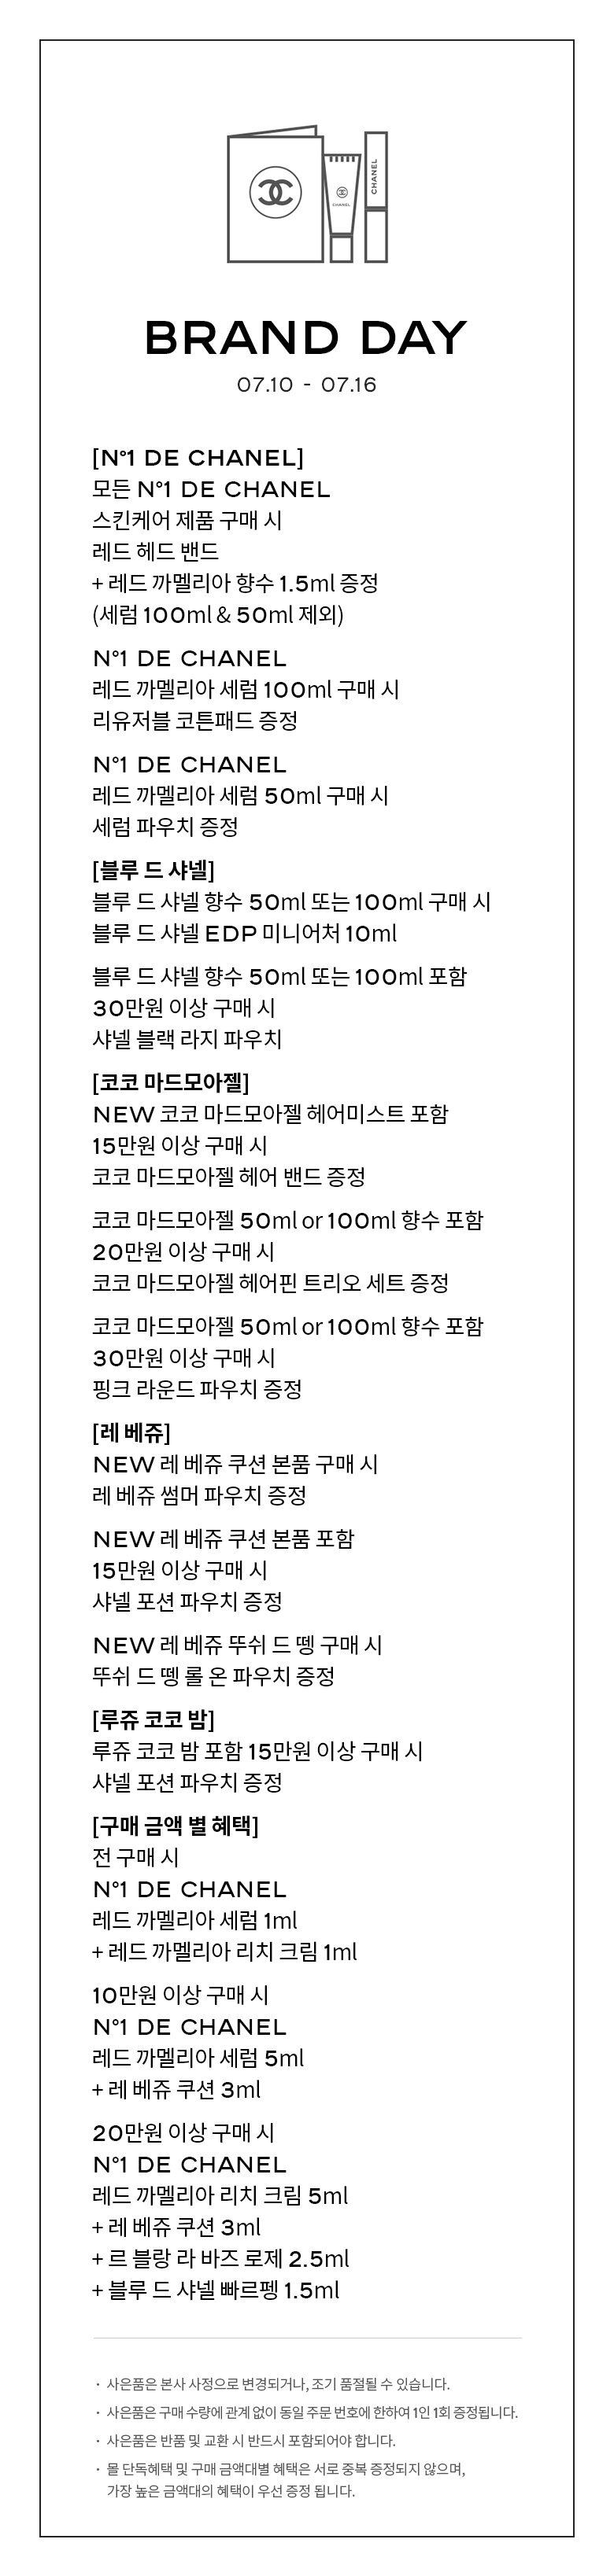 CHANEL
CHANEL
BRAND DAY
07.10 - 07.16
[N°1 DE CHANEL]
모든 N°1 DE CHANEL
스킨케어 제품 구매 시
레드 헤드 밴드
+ 레드 까멜리아 향수 1.5ml 증정
(세럼 100ml & 50ml 제외)
N°1 DE CHANEL
레드 까멜리아 세럼 100ml 구매 시
리유저블 코튼패드 증정
N°1 DE CHANEL
레드 까멜리아 세럼 50ml 구매 시
세럼 파우치 증정
[블루 드 샤넬]
블루 드 샤넬 향수 50ml 또는 100ml 구매 시
블루 드 샤넬 EDP 미니어처 10ml
블루 드 샤넬 향수 50ml 또는 100ml 포함
30만원 이상 구매 시
샤넬 블랙 라지 파우치
[코코 마드모아젤]
NEW 코코 마드모아젤 헤어미스트 포함
15만원 이상 구매 시
코코 마드모아젤 헤어 밴드 증정
코코 마드모아젤 50ml or 100ml 향수 포함
20만원 이상 구매 시
코코 마드모아젤 헤어핀 트리오 세트 증정
코코 마드모아젤 50ml or 100ml 향수 포함
30만원 이상 구매 시
핑크 라운드 파우치 증정
[레 베쥬]
NEW 레 베쥬 쿠션 본품 구매 시
레 베쥬 썸머 파우치 증정
NEW 레 베쥬 쿠션 본품 포함
15만원 이상 구매 시
샤넬 포션 파우치 증정
NEW 레 베쥬 뚜쉬 드 뗑 구매 시
뚜쉬 드 뗑 롤 온 파우치 증정
[루쥬 코코 밤]
루쥬 코코 밤 포함 15만원 이상 구매 시
샤넬 포션 파우치 증정
[구매 금액 별 혜택]
전 구매 시
N°1 DE CHANEL
레드 까멜리아 세럼 1ml
+ 레드 까멜리아 리치 크림 1ml
10만원 이상 구매 시
N°1 DE CHANEL
레드 까멜리아 세럼 5ml
+ 레 베쥬 쿠션 3ml
20만원 이상 구매 시
N°1 DE CHANEL
레드 까멜리아 리치 크림 5ml
+ 레 베쥬 쿠션 3ml
+ 르 블랑 라 바즈 로제 2.5ml
+ 블루 드 샤넬 빠르펭 1.5ml
· 사은품은 본사 사정으로 변경되거나, 조기 품절될 수 있습니다.
· 사은품은 구매 수량에 관계 없이 동일 주문 번호에 한하여 1인 1회 증정됩니다.
· 사은품은 반품 및 교환 시 반드시 포함되어야 합니다.
· 몰 단독혜택 및 구매 금액대별 혜택은 서로 중복 증정되지 않으며,
가장 높은 금액대의 혜택이 우선 증정 됩니다.